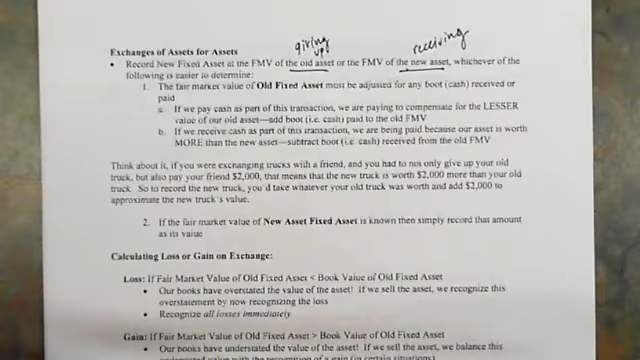 giving
up!
receiving
Exchanges of Assets for Assets
• Record New Fixed Asset at the FMV of the old asset or the FMV of the new asset, whichever of the
following is easier to determine:
1. The fair market value of Old Fixed Asset must be adjusted for any boot (cash) received or
paid
a. If we pay cash as part of this transaction, we are paying to compensate for the LESSER
value of our old asset—add boot (i.e. cash) paid to the old FMV
b. If we receive cash as part of this transaction, we are being paid because our asset is worth
MORE than the new asset—subtract boot (i.e. cash) received from the old FMV
Think about it, if you were exchanging trucks with a friend, and you had to not only give up your old
truck, but also pay your friend $2,000, that means that the new truck is worth $2,000 more than your old
truck. So to record the new truck, you'd take whatever your old truck was worth and add $2,000 to
approximate the new truck's value.
2. If the fair market value of New Asset Fixed Asset is known then simply record that amount
as its value
Calculating Loss or Gain on Exchange:
Loss: If Fair Market Value of Old Fixed Asset < Book Value of Old Fixed Asset
• Our books have overstated the value of the asset! If we sell the asset, we recognize this
overstatement by now recognizing the loss
• Recognize all losses immediately
Gain: If Fair Market Value of Old Fixed Asset > Book Value of Old Fixed Asset
• Our books have understated the value of the asset! If we sell the asset, we balance this
understated value with the recognition of a gain (in certain situations)